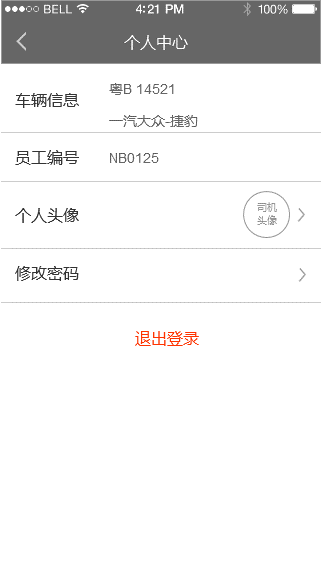 BELL 4:21 PM 100%
个人中心
车辆信息
粤B 14521
一汽大众-捷豹
员工编号 NB0125
个人头像
司机
头像
修改密码
退出登录